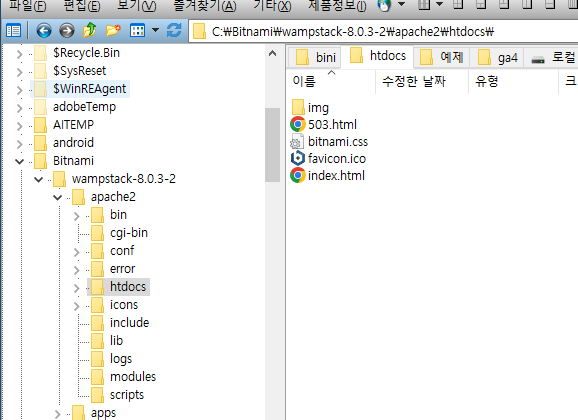 파일(F) 편집(E) 보기(V) 즐겨찾기(A) 기타(X) 제품정보(I)
C:₩Bitnami₩wampstack-8.0.3-2₩apache2₩htdocs₩
$Recycle.Bin
$SysReset
$WinREAgent
adobeTemp
AITEMP
android
Bitnami
wampstack-8.0.3-2
apache2
bin
cgi-bin
conf
error
htdocs
icons
include
lib
logs
modules
scripts
apps
bini htdocs 예제 ga4 로컬
이름 수정한 날짜 유형 크
img
503.html
bitnami.css
favicon.ico
index.html